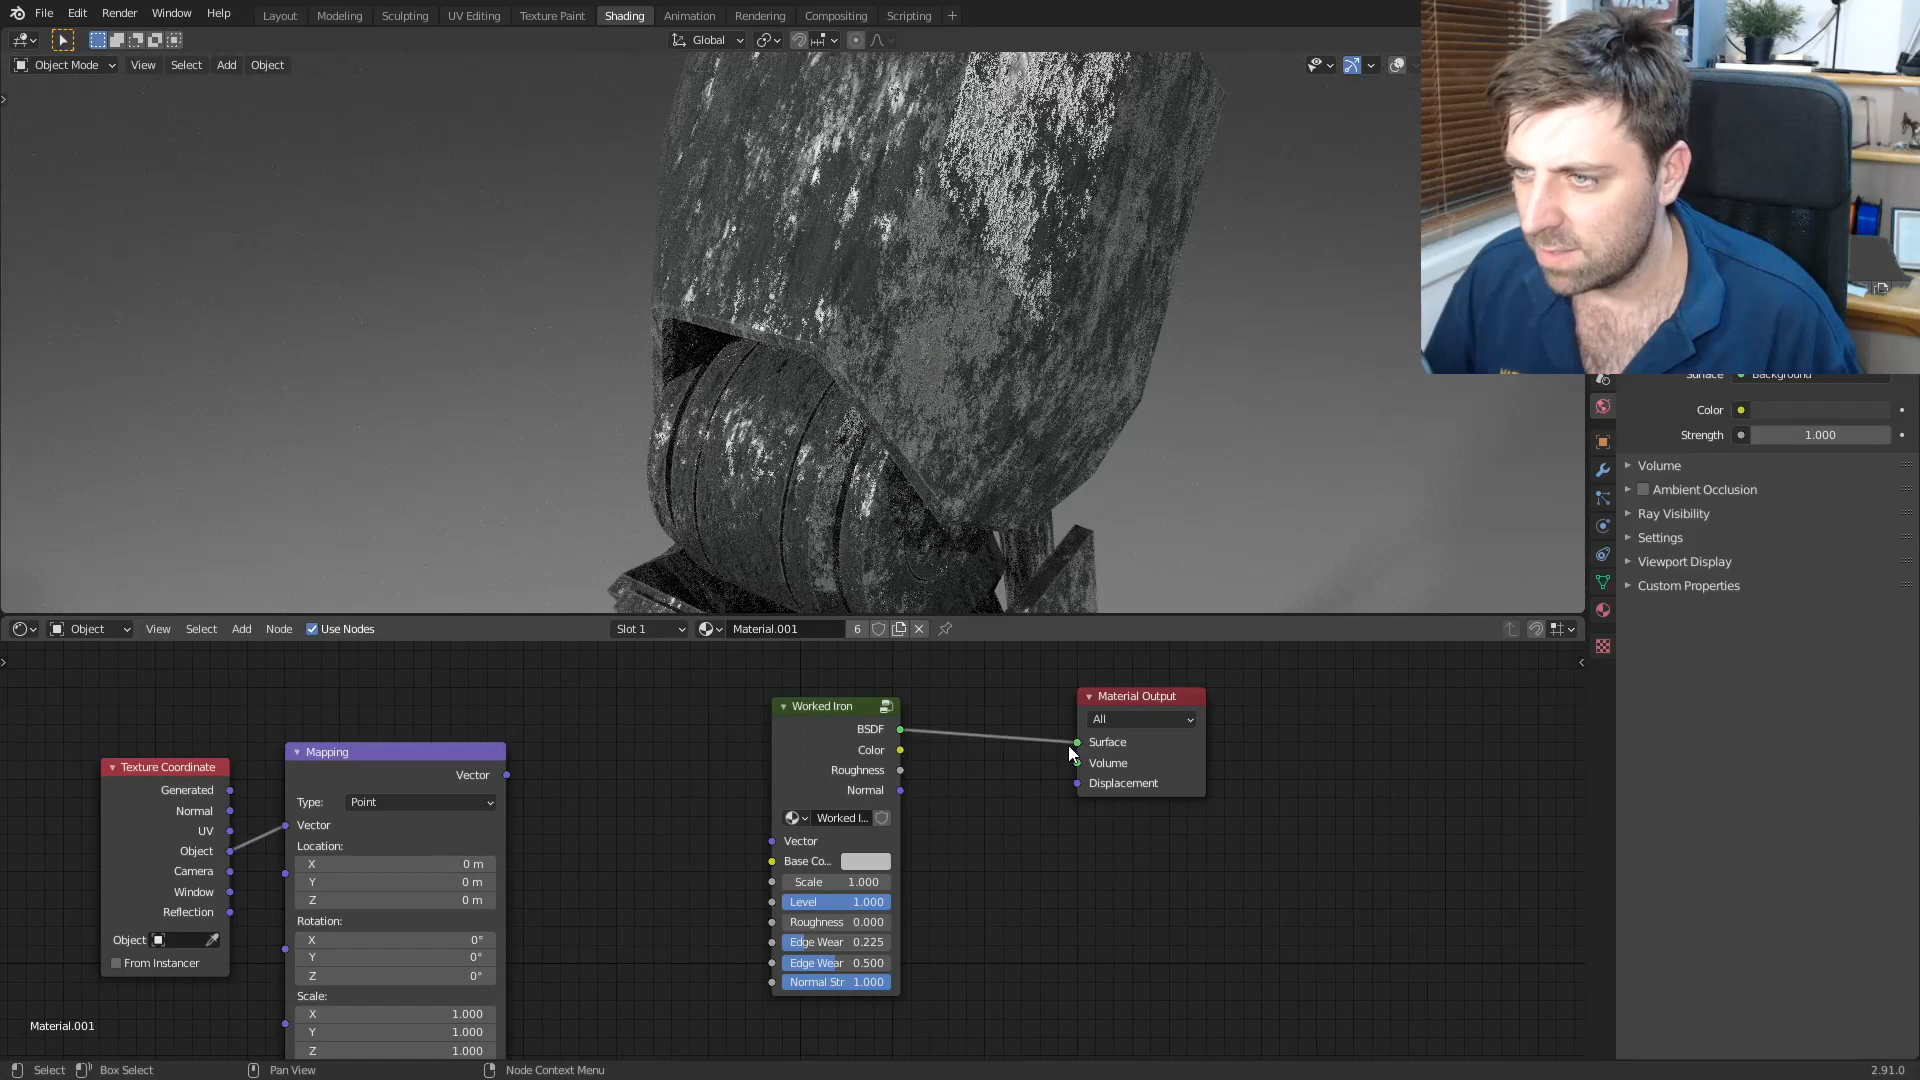 File Edit Render Window Help Layout Modeling Sculpting UV Editing Texture Paint Shading Animation Rendering Compositing Scripting +
Global
Object Mode View Select Add Object
Surface Background
Color
Strength 1.000
Volume
Ambient Occlusion
Ray Visibility
Settings
Viewport Display
Custom Properties
Object View Select Add Node Use Nodes Slot 1 Material.001 6
Texture Coordinate
Generated
Normal
UV
Object
Camera
Window
Reflection
Object
From Instancer
Mapping
Vector
Type: Point
Vector
Location:
X 0 m
Y 0 m
Z 0 m
Rotation:
X 0°
Y 0°
Z 0°
Scale:
X 1.000
Y 1.000
Z 1.000
Worked Iron
BSDF
Color
Roughness
Normal
Worked I...
Vector
Base Co...
Scale 1.000
Level 1.000
Roughness 0.000
Edge Wear 0.225
Edge Wear 0.500
Normal Str 1.000
Material Output
All
Surface
Volume
Displacement
Material.001
Select Box Select Pan View Node Context Menu 2.91.0